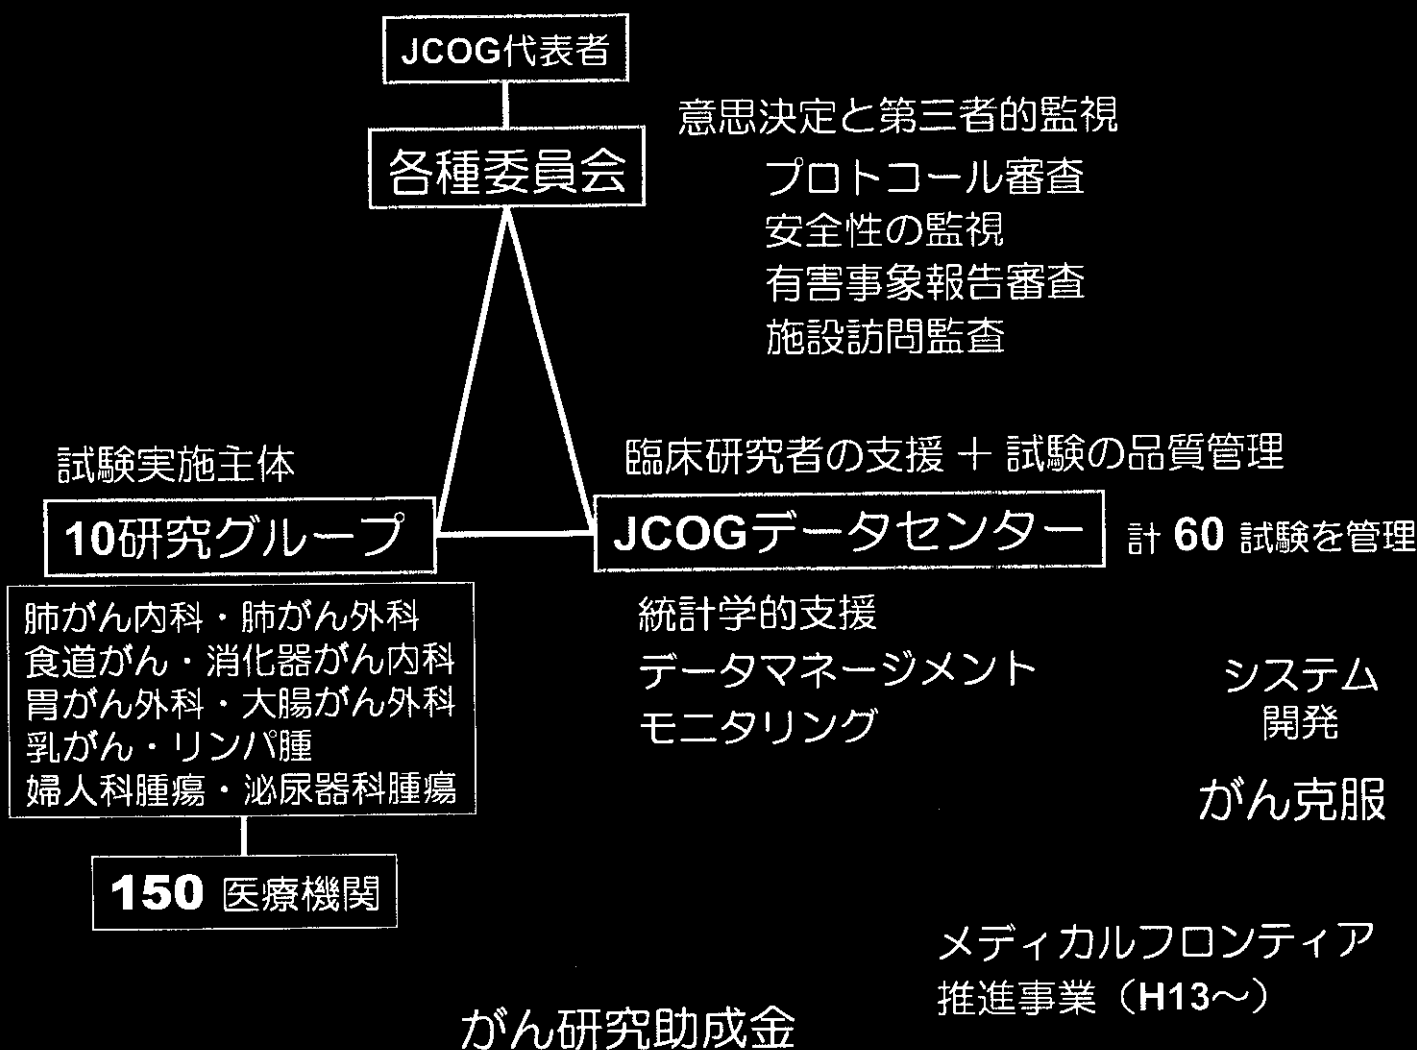 JCOG代表者
各種委員会
意思決定と第三者的監視
プロトコール審査
安全性の監視
有害事象報告審査
施設訪問監査
試験実施主体
10研究グループ
臨床研究者の支援 + 試験の品質管理
JCOGデータセンター
計 60 試験を管理
肺がん内科・肺がん外科
食道がん・消化器がん内科
胃がん外科・大腸がん外科
乳がん・リンパ腫
婦人科腫瘍・泌尿器科腫瘍
150 医療機関
統計学的支援
データマネージメント
モニタリング
システム
開発
がん克服
メディカルフロンティア
推進事業（H13〜）
がん研究助成金